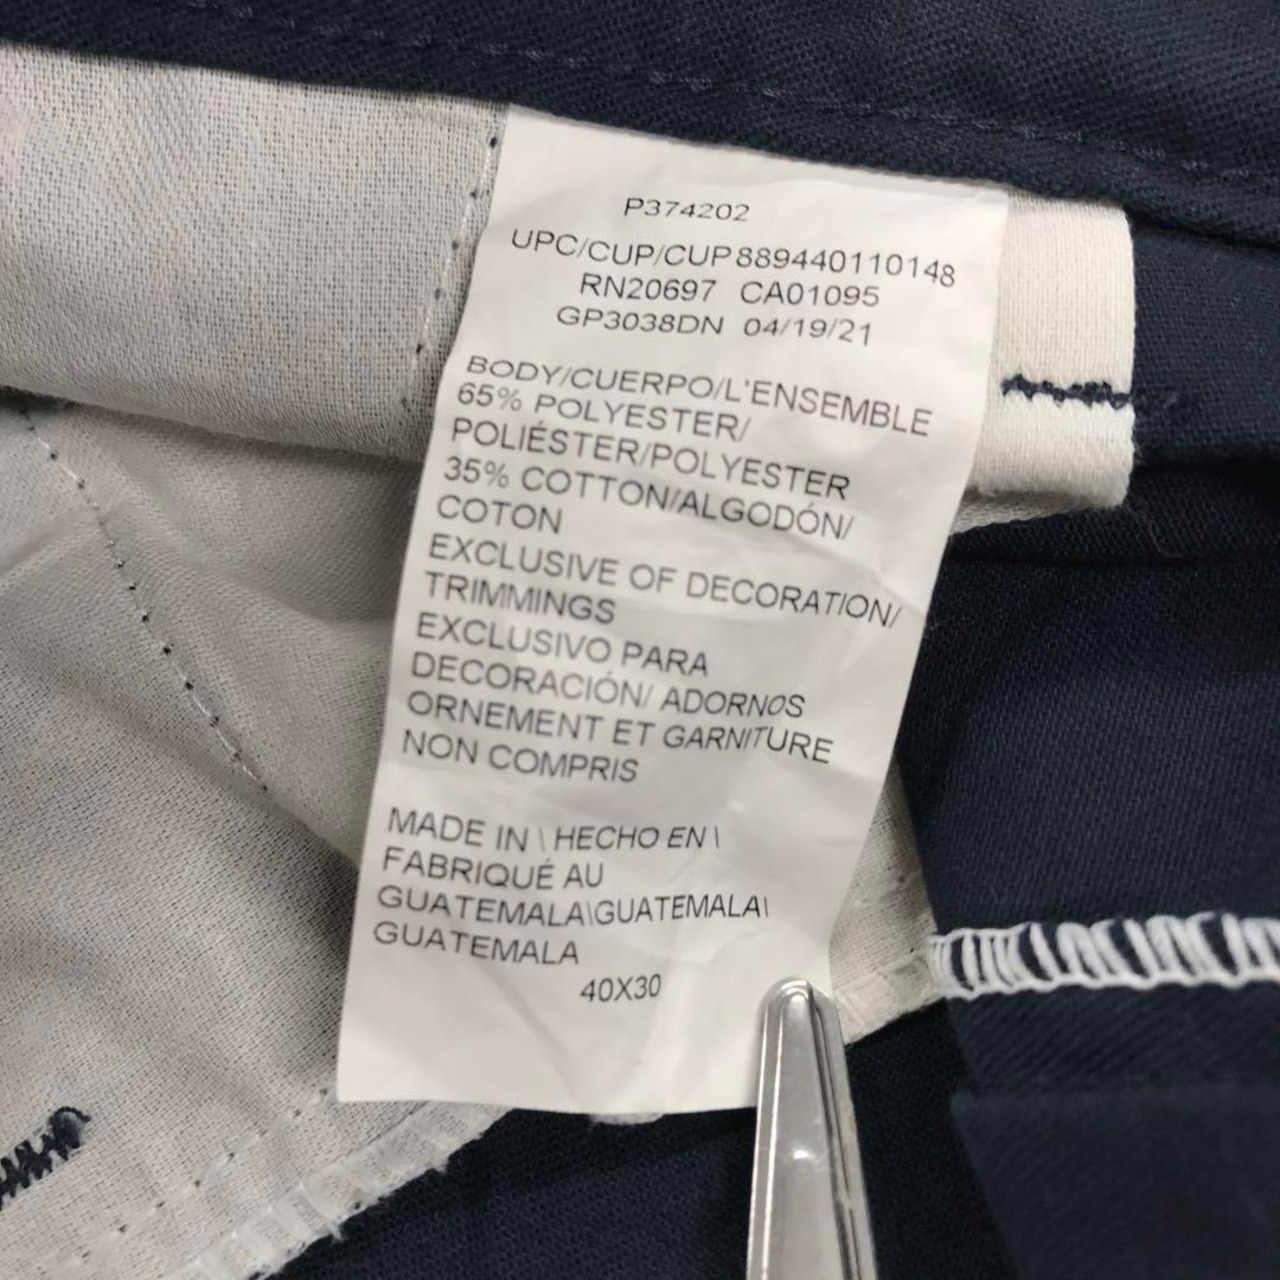 P374202
UPC/CUP/CUP 889440110148
RN20697 CA01095
GP3038DN 04/19/21
BODY/CUERPO/L'ENSEMBLE
65% POLYESTER/
POLIÉSTER/POLYESTER
35% COTTON/ALGODÓN/
COTON
EXCLUSIVE OF DECORATION/
TRIMMINGS
EXCLUSIVO PARA
DECORACIÓN/ ADORNOS
ORNEMENT ET GARNITURE
NON COMPRIS
MADE IN \ HECHO EN \
FABRIQUÉ AU
GUATEMALA\GUATEMALA\
GUATEMALA
40X30